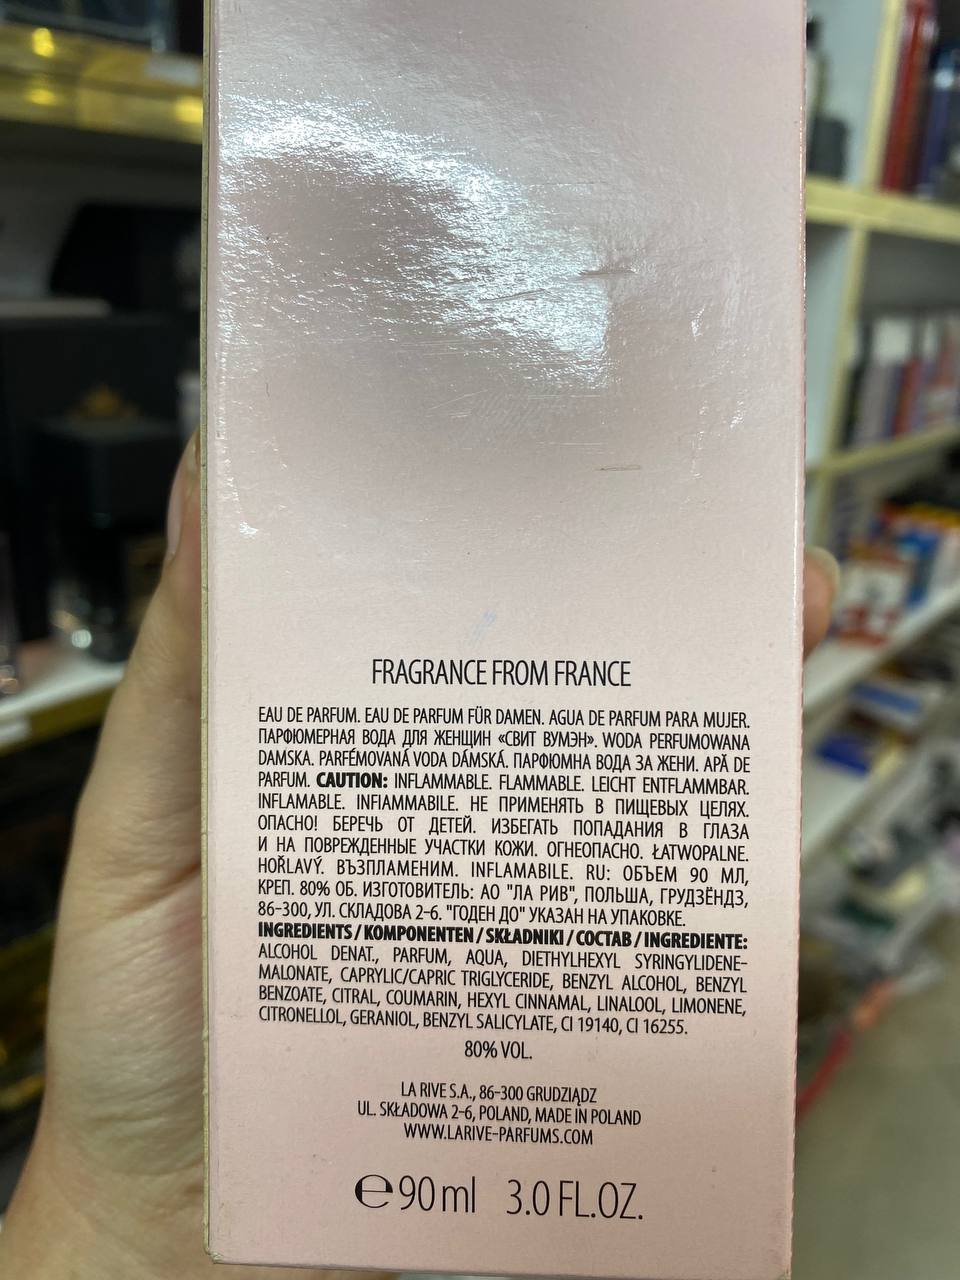 FRAGRANCE FROM FRANCE
EAU DE PARFUM. EAU DE PARFUM FÜR DAMEN. AGUA DE PARFUM PARA MUJER.
ПАРФЮМЕРНАЯ ВОДА ДЛЯ ЖЕНЩИН «СВИТ ВУМЭН». WODA PERFUMOWANA
DAMSKA. PARFÉMOVANÁ VODA DÁMSKÁ. ПАРФЮМНА ВОДА ЗА ЖЕНИ. APĂ DE
PARFUM. CAUTION: INFLAMMABLE. FLAMMABLE. LEICHT ENTFLAMMBAR.
INFLAMABLE. INFIAMMABILE. НЕ ПРИМЕНЯТЬ В ПИЩЕВЫХ ЦЕЛЯХ.
ОПАСНО! БЕРЕЧЬ ОТ ДЕТЕЙ. ИЗБЕГАТЬ ПОПАДАНИЯ В ГЛАЗА
И НА ПОВРЕЖДЕННЫЕ УЧАСТКИ КОЖИ. ОГНЕОПАСНО. ŁATWOPALNE.
HOŘLAVÝ. ВЪЗПЛАМЕНИМ. INFLAMABILE. RU: ОБЪЕМ 90 МЛ,
КРЕП. 80% ОБ. ИЗГОТОВИТЕЛЬ: АО "ЛА РИВ", ПОЛЬША, ГРУДЗЁНДЗ,
86-300, УЛ. СКЛАДОВА 2-6. "ГОДЕН ДО" УКАЗАН НА УПАКОВКЕ.
INGREDIENTS / KOMPONENTEN / SKŁADNIKI / СОСТАВ / INGREDIENTE:
ALCOHOL DENAT., PARFUM, AQUA, DIETHYLHEXYL SYRINGYLIDENE-
MALONATE, CAPRYLIC/CAPRIC TRIGLYCERIDE, BENZYL ALCOHOL, BENZYL
BENZOATE, CITRAL, COUMARIN, HEXYL CINNAMAL, LINALOOL, LIMONENE,
CITRONELLOL, GERANIOL, BENZYL SALICYLATE, CI 19140, CI 16255.
80% VOL.
LA RIVE S.A., 86-300 GRUDZIĄDZ
UL. SKŁADOWA 2-6, POLAND, MADE IN POLAND
WWW.LARIVE-PARFUMS.COM
℮90 ml 3.0 FL.OZ.